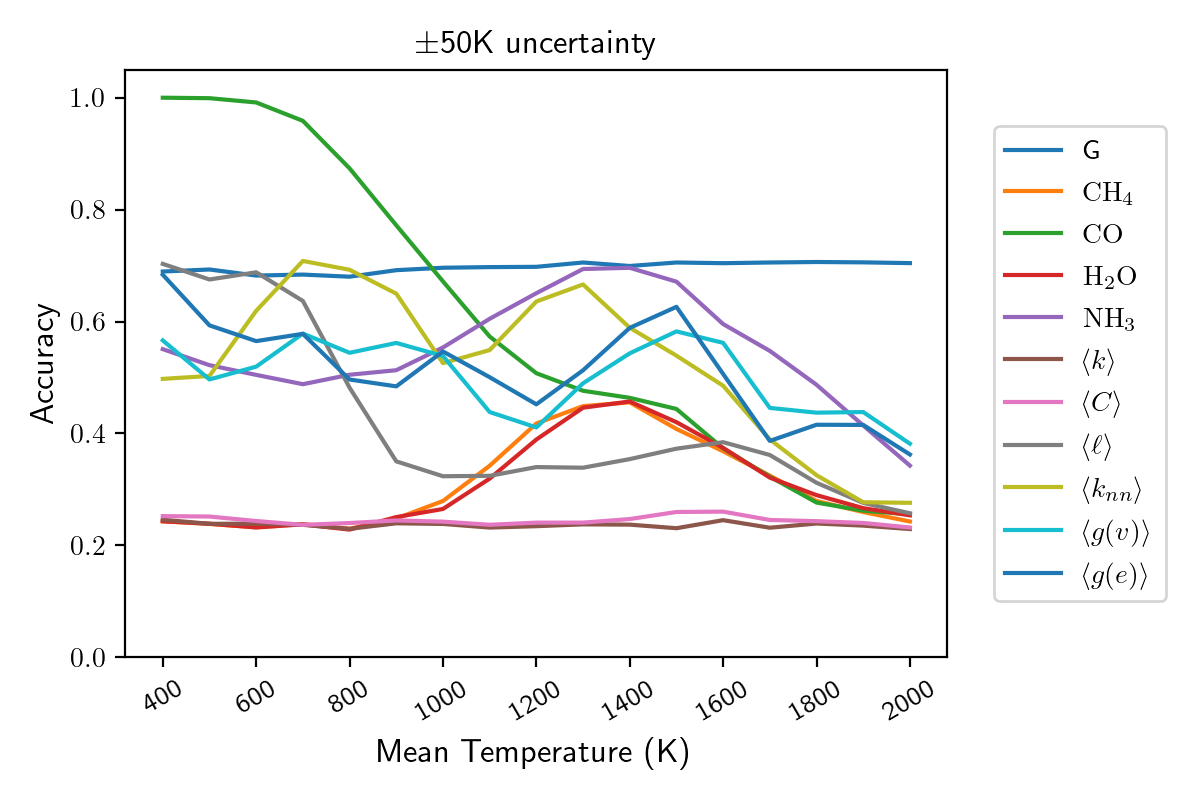 ±50K uncertainty
1.0
0.8
0.6
0.4
0.2
0.0
Accuracy
400 600 800 1000 1200 1400 1600 1800 2000
Mean Temperature (K)
G
CH₄
CO
H₂O
NH₃
⟨k⟩
⟨C⟩
⟨ℓ⟩
⟨kₙₙ⟩
⟨g(v)⟩
⟨g(e)⟩